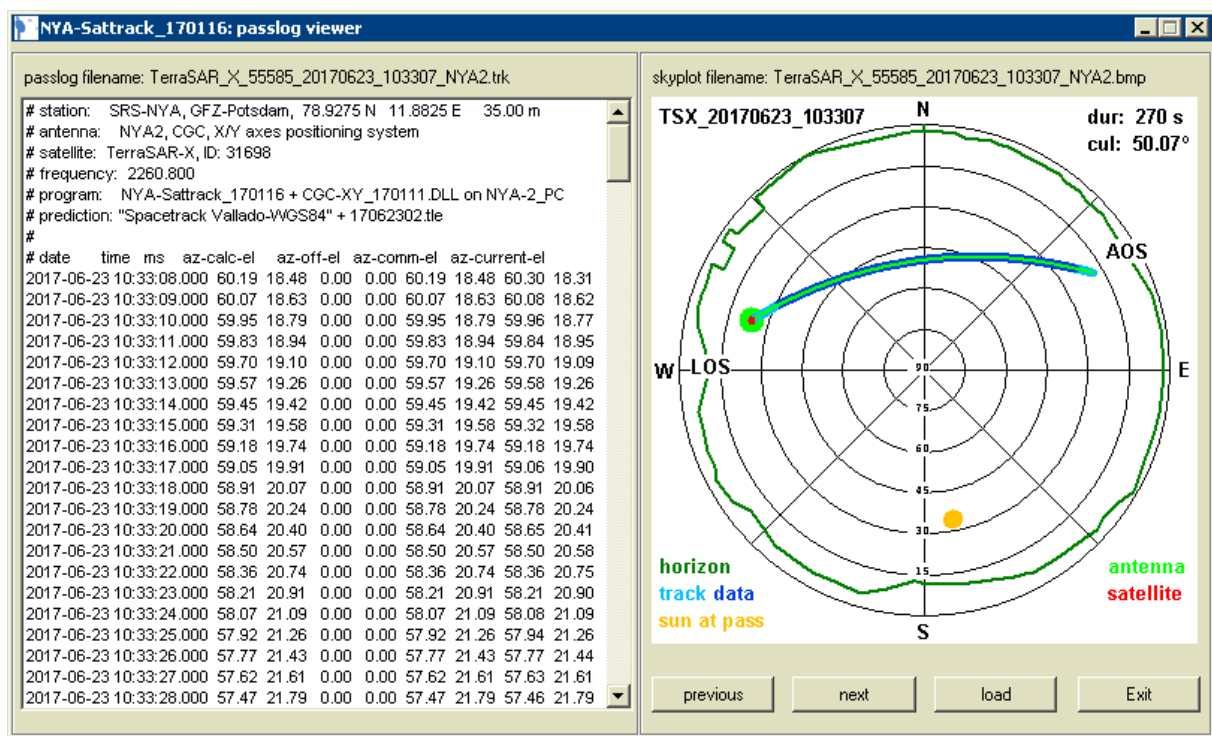 NYA-Sattrack_170116: passlog viewer
passlog filename: TerraSAR_X_55585_20170623_103307_NYA2.trk
# station: SRS-NYA, GFZ-Potsdam, 78.9275 N 11.8825 E 35.00 m
# antenna: NYA2, CGC, X/Y axes positioning system
# satellite: TerraSAR-X, ID: 31698
# frequency: 2260.800
# program: NYA-Sattrack_170116 + CGC-XY_170111.DLL on NYA-2_PC
# prediction: "Spacetrack Vallado-WGS84" + 17062302.tle
#
# date time ms az-calc-el az-off-el az-comm-el az-current-el
2017-06-23 10:33:08.000 60.19 18.48 0.00 0.00 60.19 18.48 60.30 18.31
2017-06-23 10:33:09.000 60.07 18.63 0.00 0.00 60.07 18.63 60.08 18.62
2017-06-23 10:33:10.000 59.95 18.79 0.00 0.00 59.95 18.79 59.96 18.77
2017-06-23 10:33:11.000 59.83 18.94 0.00 0.00 59.83 18.94 59.84 18.95
2017-06-23 10:33:12.000 59.70 19.10 0.00 0.00 59.70 19.10 59.70 19.09
2017-06-23 10:33:13.000 59.57 19.26 0.00 0.00 59.57 19.26 59.58 19.26
2017-06-23 10:33:14.000 59.45 19.42 0.00 0.00 59.45 19.42 59.45 19.42
2017-06-23 10:33:15.000 59.31 19.58 0.00 0.00 59.31 19.58 59.32 19.58
2017-06-23 10:33:16.000 59.18 19.74 0.00 0.00 59.18 19.74 59.18 19.74
2017-06-23 10:33:17.000 59.05 19.91 0.00 0.00 59.05 19.91 59.06 19.90
2017-06-23 10:33:18.000 58.91 20.07 0.00 0.00 58.91 20.07 58.91 20.06
2017-06-23 10:33:19.000 58.78 20.24 0.00 0.00 58.78 20.24 58.78 20.24
2017-06-23 10:33:20.000 58.64 20.40 0.00 0.00 58.64 20.40 58.65 20.41
2017-06-23 10:33:21.000 58.50 20.57 0.00 0.00 58.50 20.57 58.50 20.58
2017-06-23 10:33:22.000 58.36 20.74 0.00 0.00 58.36 20.74 58.36 20.75
2017-06-23 10:33:23.000 58.21 20.91 0.00 0.00 58.21 20.91 58.21 20.90
2017-06-23 10:33:24.000 58.07 21.09 0.00 0.00 58.07 21.09 58.08 21.09
2017-06-23 10:33:25.000 57.92 21.26 0.00 0.00 57.92 21.26 57.94 21.26
2017-06-23 10:33:26.000 57.77 21.43 0.00 0.00 57.77 21.43 57.77 21.44
2017-06-23 10:33:27.000 57.62 21.61 0.00 0.00 57.62 21.61 57.63 21.61
2017-06-23 10:33:28.000 57.47 21.79 0.00 0.00 57.47 21.79 57.46 21.79
skyplot filename: TerraSAR_X_55585_20170623_103307_NYA2.bmp
TSX_20170623_103307
N
dur: 270 s
cul: 50.07°
AOS
W
LOS
90
E
75
60
45
30
15
S
horizon
track data
sun at pass
antenna
satellite
previous
next
load
Exit